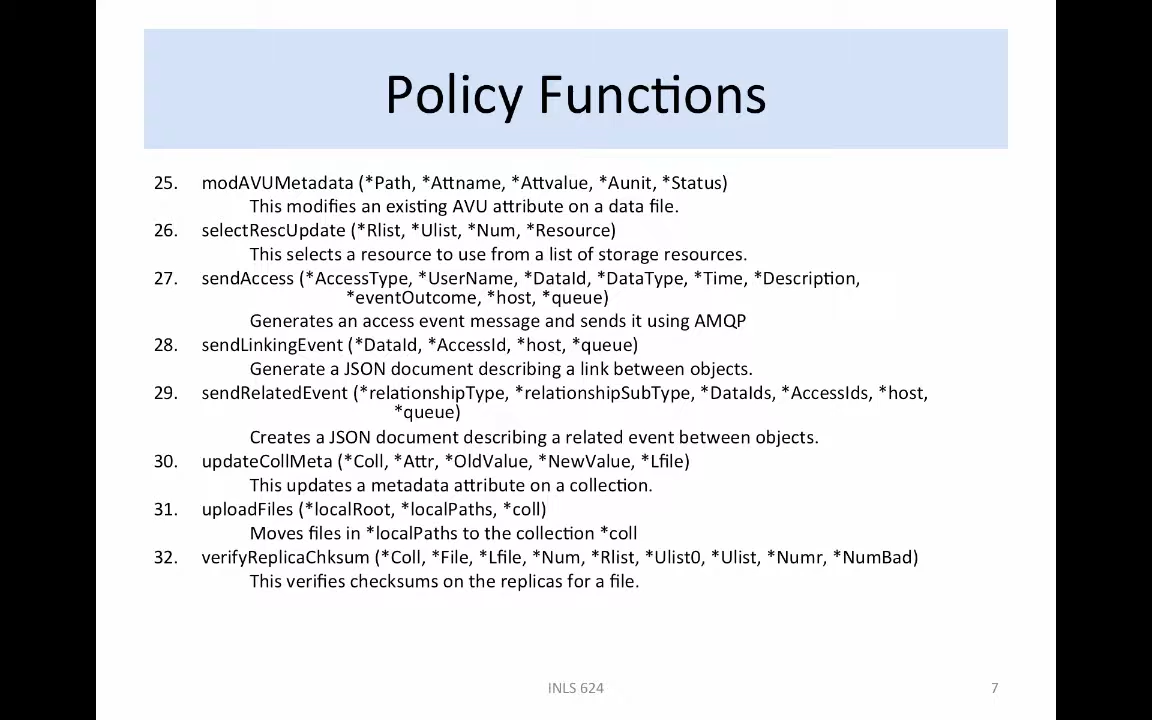 Policy Functions
25. modAVUMetadata (*Path, *Attname, *Attvalue, *Aunit, *Status)
This modifies an existing AVU attribute on a data file.
26. selectRescUpdate (*Rlist, *Ulist, *Num, *Resource)
This selects a resource to use from a list of storage resources.
27. sendAccess (*AccessType, *UserName, *DataId, *DataType, *Time, *Description,
*eventOutcome, *host, *queue)
Generates an access event message and sends it using AMQP
28. sendLinkingEvent (*DataId, *AccessId, *host, *queue)
Generate a JSON document describing a link between objects.
29. sendRelatedEvent (*relationshipType, *relationshipSubType, *DataIds, *AccessIds, *host,
*queue)
Creates a JSON document describing a related event between objects.
30. updateCollMeta (*Coll, *Attr, *OldValue, *NewValue, *Lfile)
This updates a metadata attribute on a collection.
31. uploadFiles (*localRoot, *localPaths, *coll)
Moves files in *localPaths to the collection *coll
32. verifyReplicaChksum (*Coll, *File, *Lfile, *Num, *Rlist, *Ulist0, *Ulist, *Numr, *NumBad)
This verifies checksums on the replicas for a file.
INLS 624
7